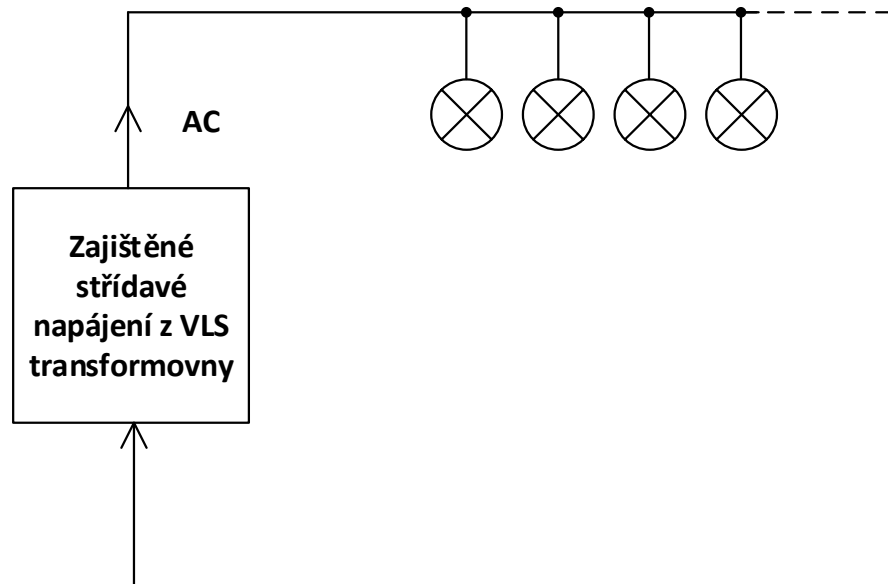 AC
Zajištěné
střídavé
napájení z VLS
transformovny